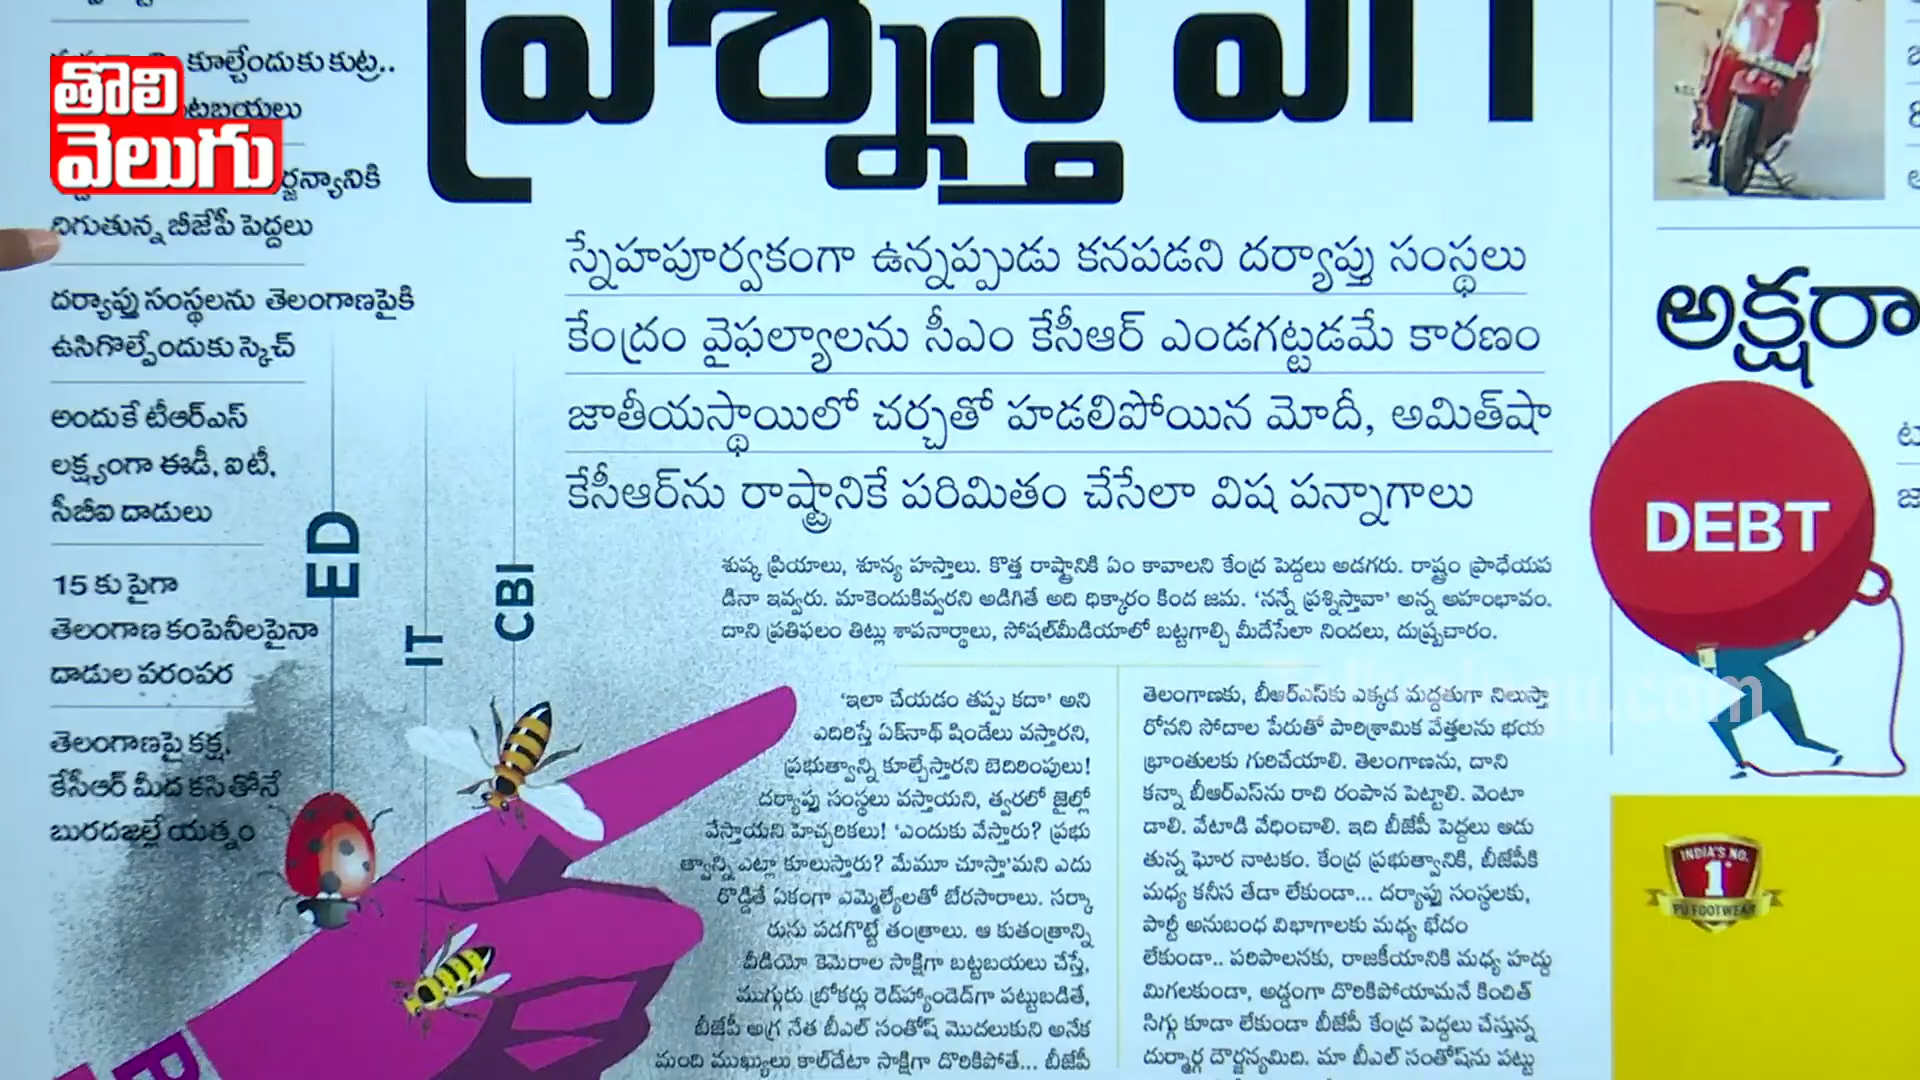 ప్రశ్నిస్తే పగ
కూల్చేందుకు కుట్ర..
తొలి
వెలుగు
దిగుతున్న బీజేపీ పెద్దలు
దర్యాప్తు సంస్థలను తెలంగాణపైకి
ఉసిగొల్పేందుకు స్కెచ్
అందుకే టీఆర్ఎస్
లక్ష్యంగా ఈడీ, ఐటీ,
సీబీఐ దాడులు
15 కు పైగా
తెలంగాణ కంపెనీలపైనా
దాడుల పరంపర
తెలంగాణపై కక్ష,
కేసీఆర్ మీద కసితోనే
బురదజల్లే యత్నం
ED
IT
CBI
స్నేహపూర్వకంగా ఉన్నప్పుడు కనపడని దర్యాప్తు సంస్థలు
కేంద్రం వైఫల్యాలను సీఎం కేసీఆర్ ఎండగట్టడమే కారణం
జాతీయస్థాయిలో చర్చతో హడలిపోయిన మోదీ, అమిత్‌షా
కేసీఆర్‌ను రాష్ట్రానికే పరిమితం చేసేలా విష పన్నాగాలు
శుష్క ప్రియాలు, శూన్య హస్తాలు. కొత్త రాష్ట్రానికి ఏం కావాలని కేంద్ర పెద్దలు అడగరు. రాష్ట్రం ప్రాధేయప
డినా ఇవ్వరు. మాకెందుకివ్వరని అడిగితే అది ధిక్కారం కింద జమ. 'నన్నే ప్రశ్నిస్తావా' అన్న అహంభావం.
దాని ప్రతిఫలం తిట్లు శాపనార్థాలు, సోషల్‌మీడియాలో బట్టగాల్చి మీదేసేలా నిందలు, దుష్ప్రచారం.
'ఇలా చేయడం తప్పు కదా' అని
ఎదిరిస్తే ఏక్‌నాథ్ షిండేలు వస్తారని,
ప్రభుత్వాన్ని కూల్చేస్తారని బెదిరింపులు!
దర్యాప్తు సంస్థలు వస్తాయని, త్వరలో జైల్లో
వేస్తాయని హెచ్చరికలు! 'ఎందుకు వేస్తారు? ప్రభు
త్వాన్ని ఎట్లా కూలుస్తారు? మేమూ చూస్తా'మని ఎదు
రొడ్డితే ఏకంగా ఎమ్మెల్యేలతో బేరసారాలు. సర్కా
రును పడగొట్టే తంత్రాలు. ఆ కుతంత్రాన్ని
వీడియో కెమెరాల సాక్షిగా బట్టబయలు చేస్తే,
ముగ్గురు బ్రోకర్లు రెడ్‌హ్యాండెడ్‌గా పట్టుబడితే,
బీజేపీ అగ్ర నేత బీఎల్ సంతోష్ మొదలుకుని అనేక
మంది ముఖ్యులు కాల్‌డేటా సాక్షిగా దొరికిపోతే... బీజేపీ
తెలంగాణకు, బీఆర్ఎస్‌కు ఎక్కడ మద్దతుగా నిలుస్తా
రోనని సోదాల పేరుతో పారిశ్రామిక వేత్తలను భయ
భ్రాంతులకు గురిచేయాలి. తెలంగాణను, దాని
కన్నా బీఆర్ఎస్‌ను రాచి రంపాన పెట్టాలి. వెంటా
డాలి. వేటాడి వేధించాలి. ఇది బీజేపీ పెద్దలు ఆడు
తున్న ఘోర నాటకం. కేంద్ర ప్రభుత్వానికి, బీజేపీకి
మధ్య కనీస తేడా లేకుండా... దర్యాప్తు సంస్థలకు,
పార్టీ అనుబంధ విభాగాలకు మధ్య భేదం
లేకుండా.. పరిపాలనకు, రాజకీయానికి మధ్య హద్దు
మిగలకుండా, అడ్డంగా దొరికిపోయామనే కించిత్
సిగ్గు కూడా లేకుండా బీజేపీ కేంద్ర పెద్దలు చేస్తున్న
దుర్మార్గ దౌర్జన్యమిది. మా బీఎల్ సంతోష్‌ను పట్టు
అక్షరా
DEBT
INDIA'S NO.
1
PU FOOTWEAR